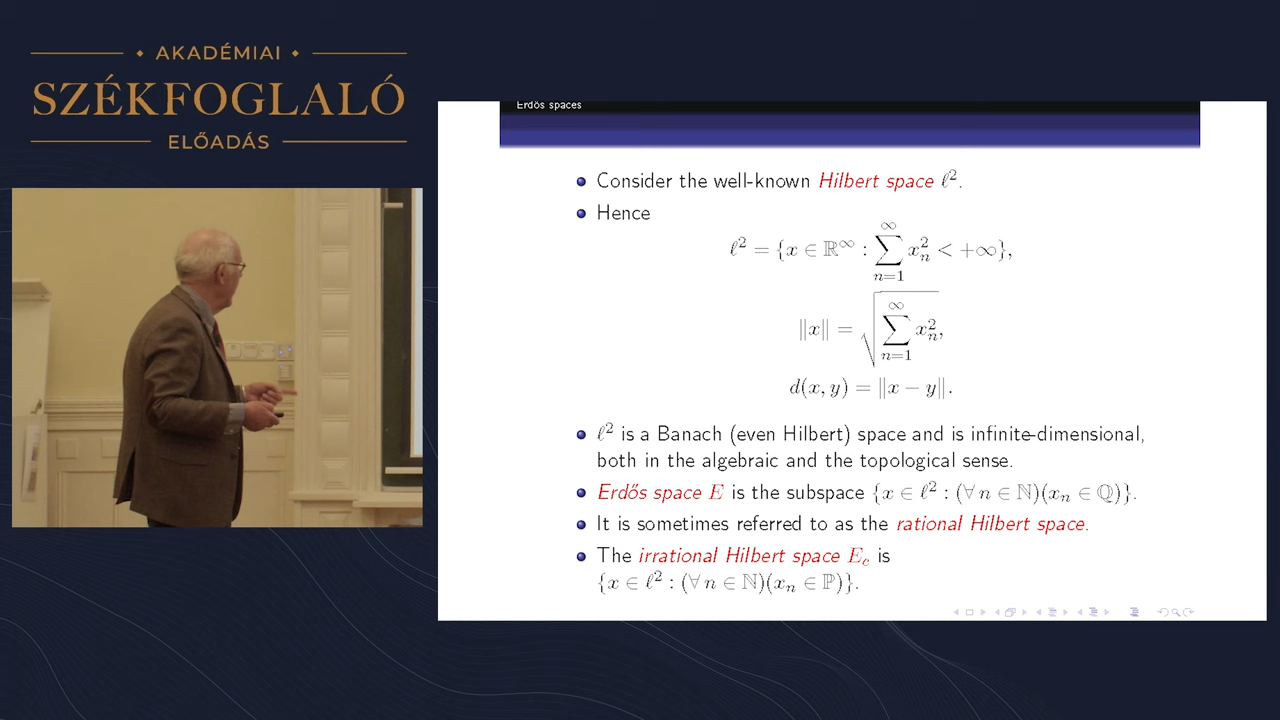 AKADÉMIAI
SZÉKFOGLALÓ
ELŐADÁS
Erdős spaces
Consider the well-known Hilbert space ℓ².
Hence
ℓ² = {x ∈ ℝ^∞ : ∑_{n=1}^{∞} x_n² < +∞},
‖x‖ = √(∑_{n=1}^{∞} x_n²),
d(x, y) = ‖x − y‖.
ℓ² is a Banach (even Hilbert) space and is infinite-dimensional,
both in the algebraic and the topological sense.
Erdős space E is the subspace {x ∈ ℓ² : (∀ n ∈ ℕ)(x_n ∈ ℚ)}.
It is sometimes referred to as the rational Hilbert space.
The irrational Hilbert space E_c is
{x ∈ ℓ² : (∀ n ∈ ℕ)(x_n ∈ ℙ)}.